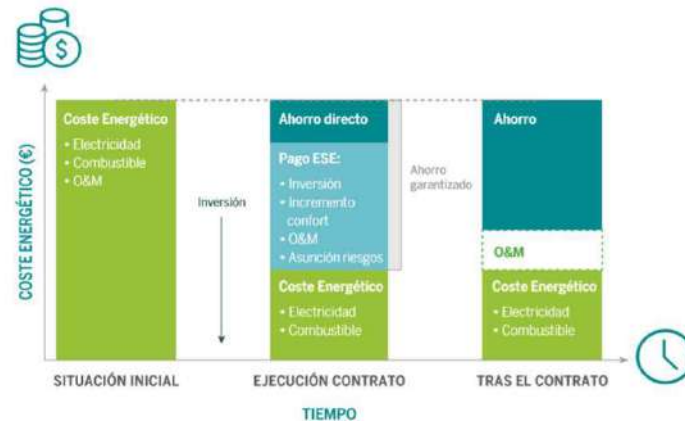 $
COSTE ENERGÉTICO (€)
Coste Energético
• Electricidad
• Combustible
• O&M
Inversión
Ahorro directo
Pago ESE:
• Inversión
• Incremento
confort
• O&M
• Asunción riesgos
Coste Energético
• Electricidad
• Combustible
Ahorro
garantizado
Ahorro
O&M
Coste Energético
• Electricidad
• Combustible
SITUACIÓN INICIAL
EJECUCIÓN CONTRATO
TRAS EL CONTRATO
TIEMPO